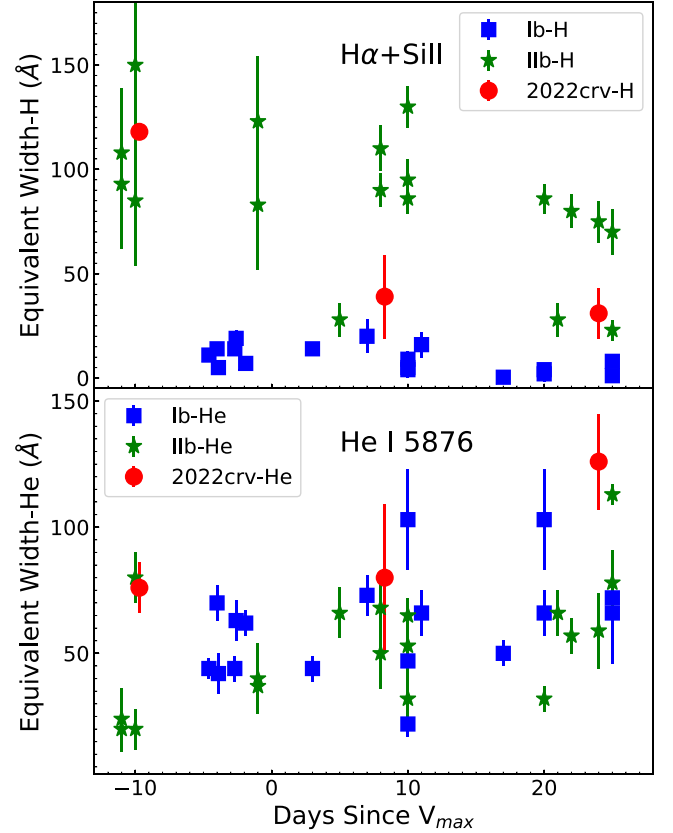 Hα+SiII
Ib-H
IIb-H
2022crv-H
Equivalent Width-H (Å)
150
100
50
0
Ib-He
IIb-He
2022crv-He
He I 5876
Equivalent Width-He (Å)
150
100
50
−10
0
10
20
Days Since V_max